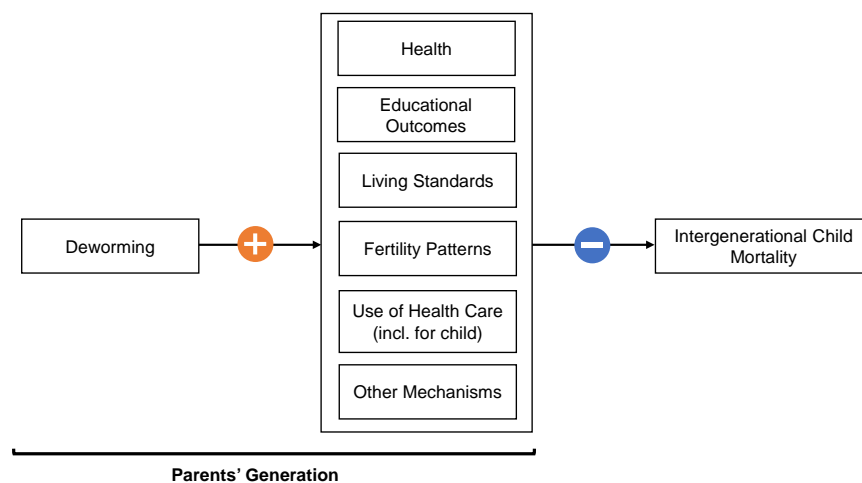 Health
Educational
Outcomes
Living Standards
Deworming
Fertility Patterns
Intergenerational Child
Mortality
Use of Health Care
(incl. for child)
Other Mechanisms
Parents’ Generation